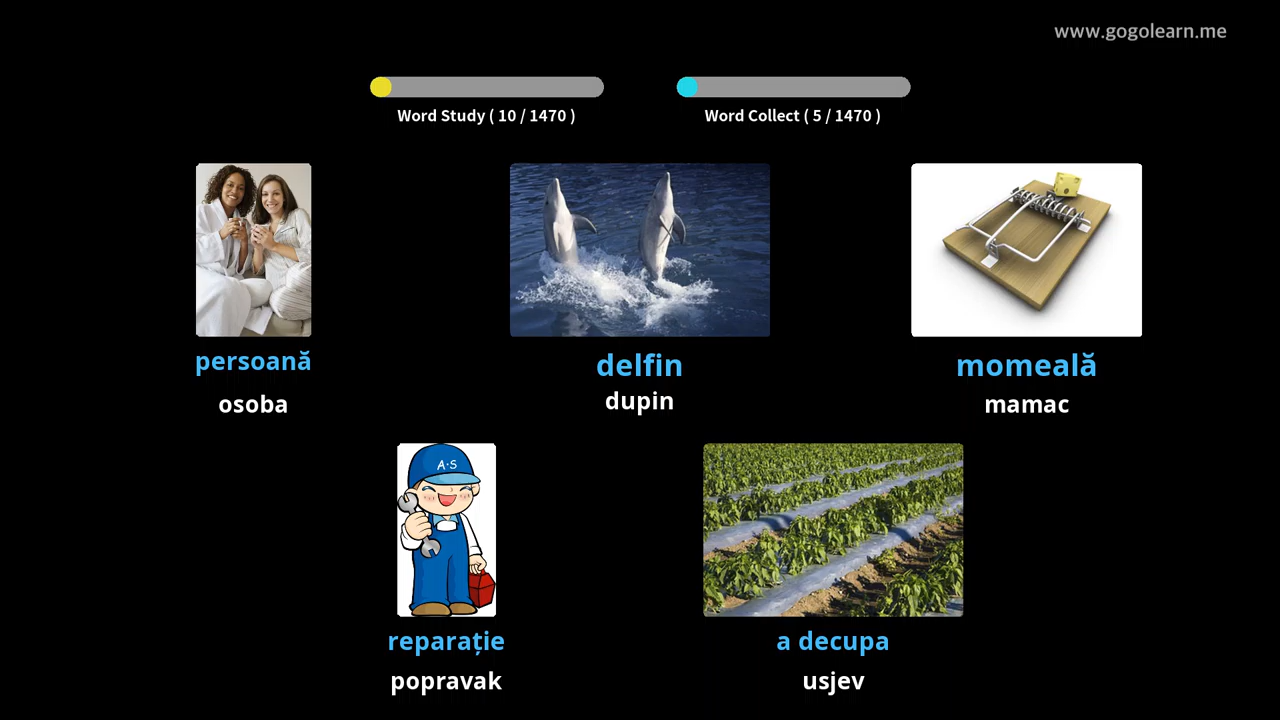 www.gogolearn.me
Word Study ( 10 / 1470 )
Word Collect ( 5 / 1470 )
persoană
osoba
delfin
dupin
momeală
mamac
A·S
reparație
popravak
a decupa
usjev